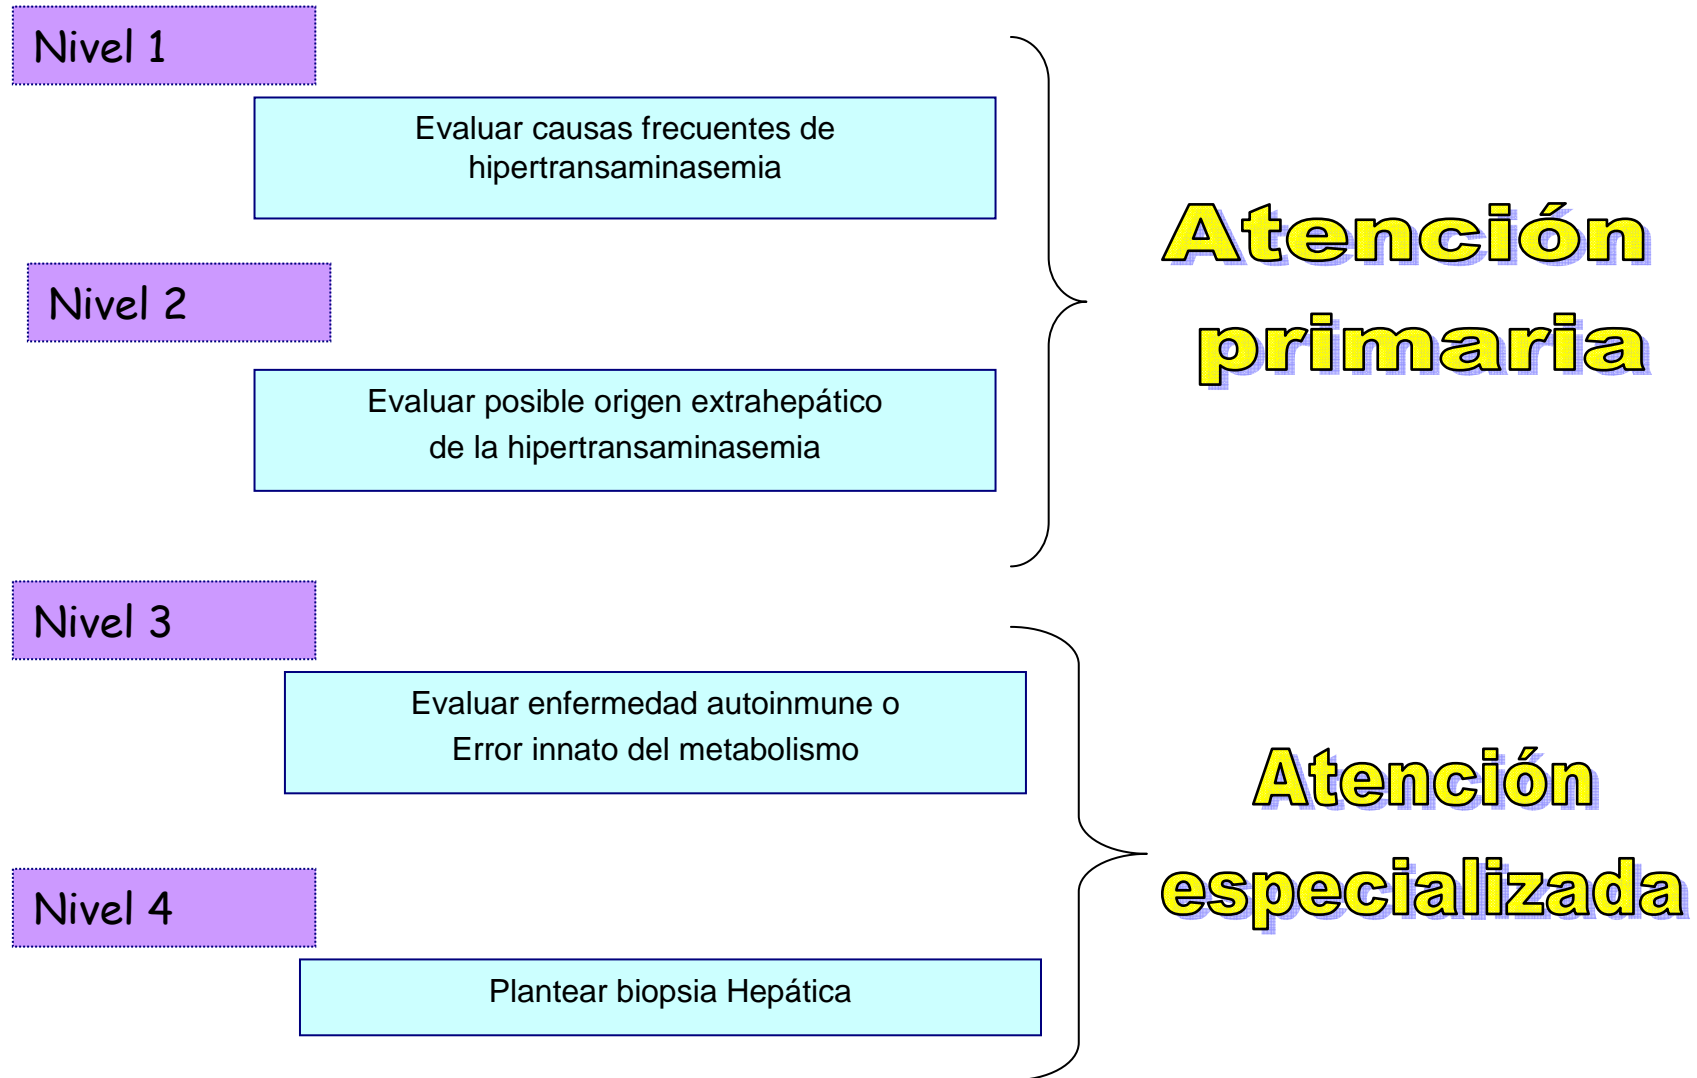 Nivel 1
Evaluar causas frecuentes de
hipertransaminasemia
Nivel 2
Evaluar posible origen extrahepático
de la hipertransaminasemia
Atención
primaria
Nivel 3
Evaluar enfermedad autoinmune o
Error innato del metabolismo
Nivel 4
Plantear biopsia Hepática
Atención
especializada